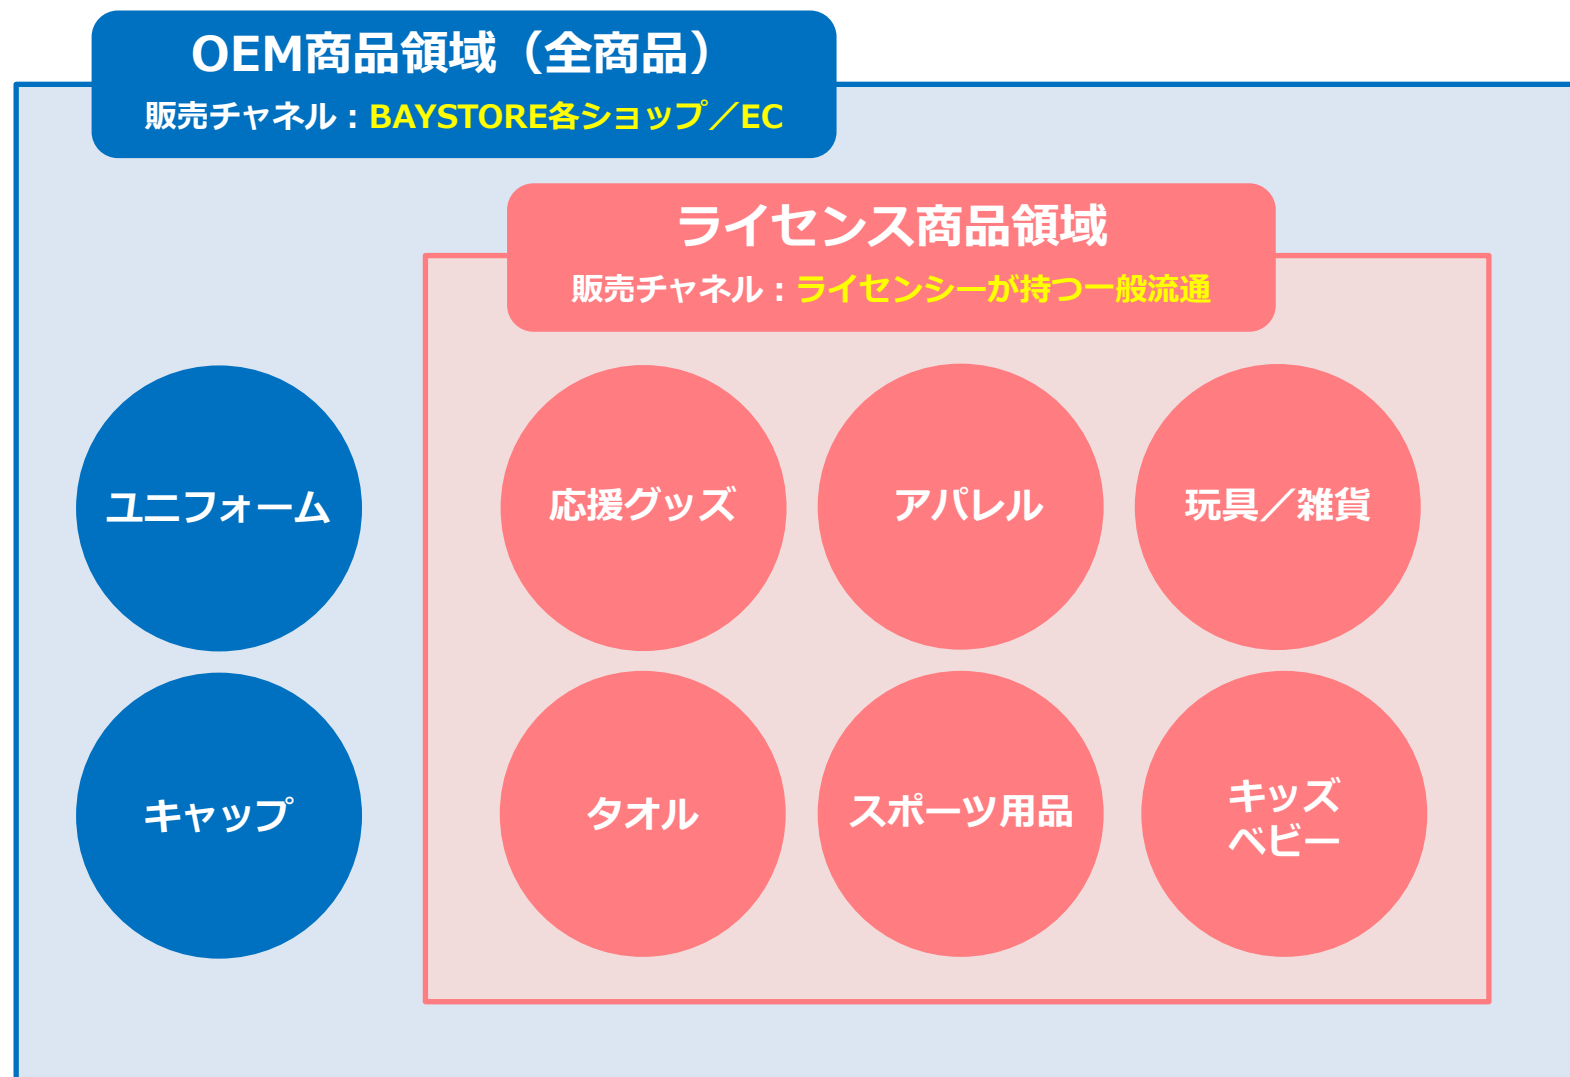 OEM商品領域（全商品）
販売チャネル：BAYSTORE各ショップ／EC
ライセンス商品領域
販売チャネル：ライセンシーが持つ一般流通
ユニフォーム
応援グッズ
アパレル
玩具／雑貨
キャップ
タオル
スポーツ用品
キッズ
ベビー